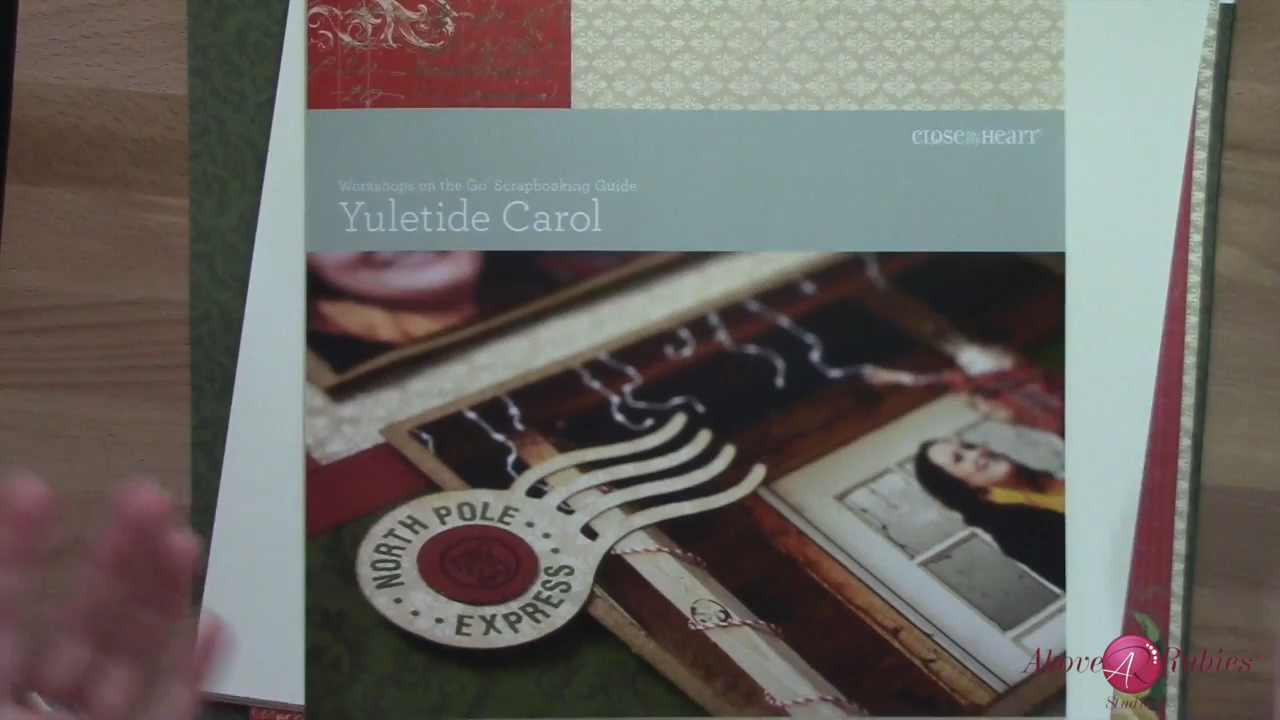 CLOSE TO MY HEART
Workshops on the Go Scrapbooking Guide
Yuletide Carol
NORTH POLE
EXPRESS
Above Rubies
A
Studio